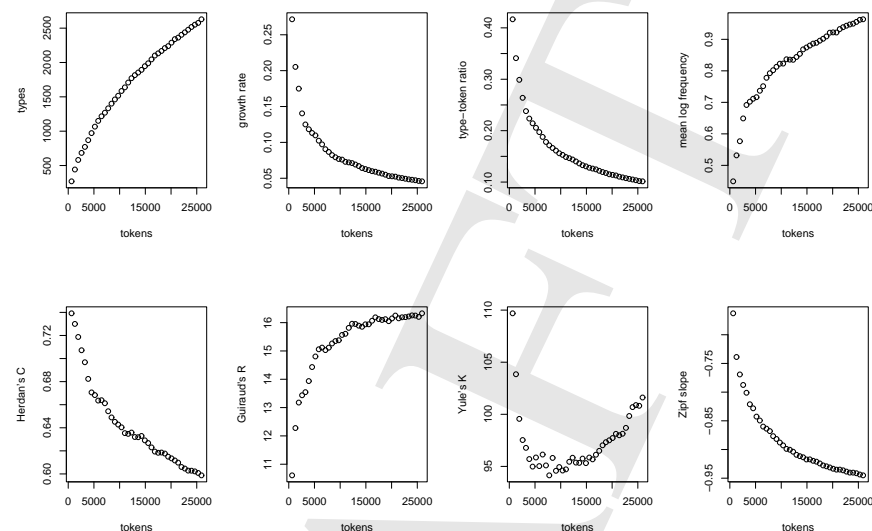 types
500 1000 1500 2000 2500
0 5000 15000 25000
tokens
growth rate
0.05 0.10 0.15 0.20 0.25
0 5000 15000 25000
tokens
type−token ratio
0.10 0.20 0.30 0.40
0 5000 15000 25000
tokens
mean log frequency
0.5 0.6 0.7 0.8 0.9
0 5000 15000 25000
tokens
Herdan's C
0.60 0.64 0.68 0.72
0 5000 15000 25000
tokens
Guiraud's R
11 12 13 14 15 16
0 5000 15000 25000
tokens
Yule's K
95 100 105 110
0 5000 15000 25000
tokens
Zipf slope
−0.95 −0.85 −0.75
0 5000 15000 25000
tokens